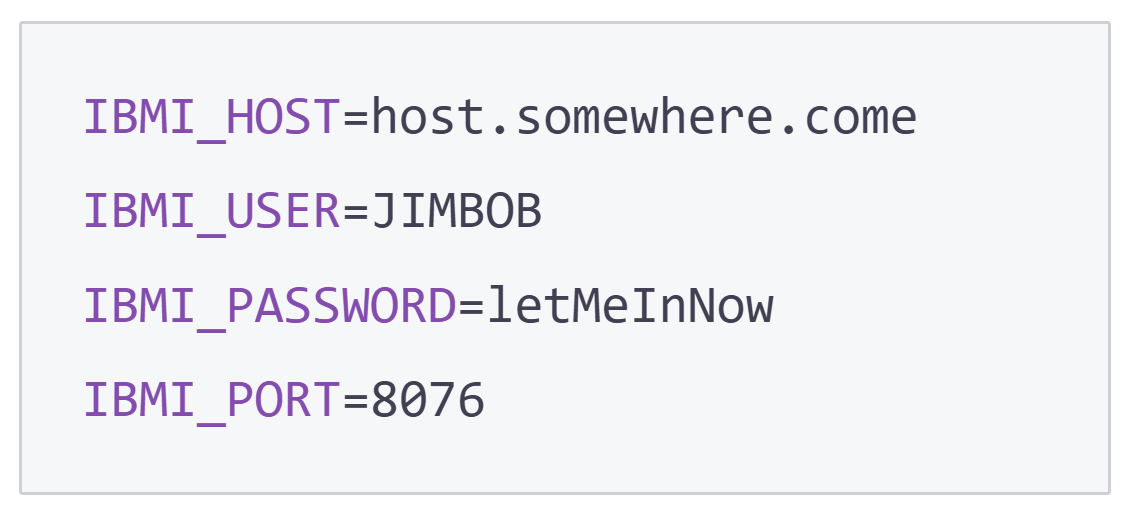 IBMI_HOST=host.somewhere.come
IBMI_USER=JIMBOB
IBMI_PASSWORD=letMeInNow
IBMI_PORT=8076